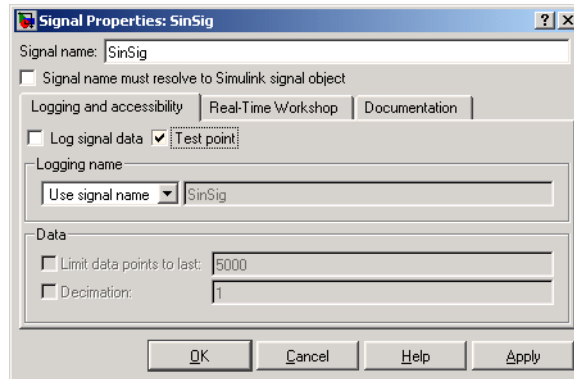 Signal Properties: SinSig
Signal name: SinSig
Signal name must resolve to Simulink signal object
Logging and accessibility Real-Time Workshop Documentation
Log signal data Test point
Logging name
Use signal name SinSig
Data
Limit data points to last: 5000
Decimation: 1
OK Cancel Help Apply